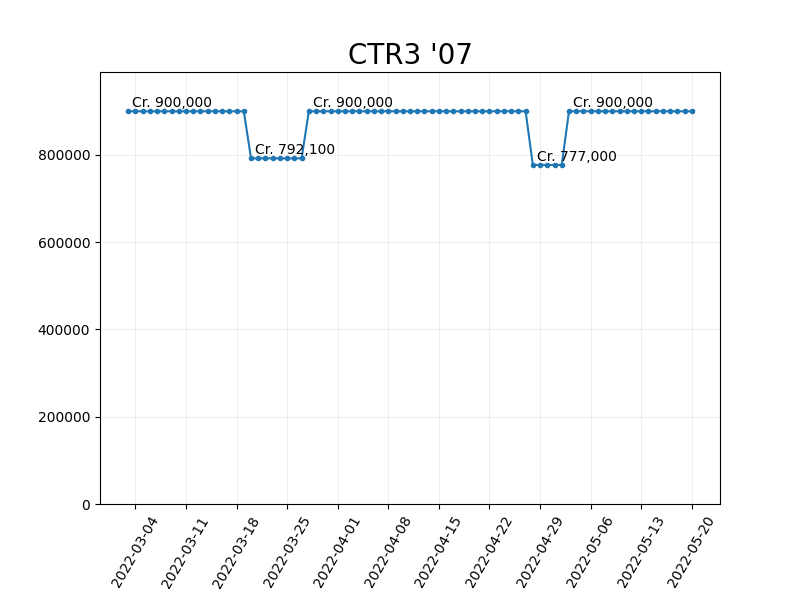 CTR3 '07
Cr. 900,000
Cr. 900,000
Cr. 900,000
Cr. 792,100
Cr. 777,000
800000
600000
400000
200000
0
2022-03-04
2022-03-11
2022-03-18
2022-03-25
2022-04-01
2022-04-08
2022-04-15
2022-04-22
2022-04-29
2022-05-06
2022-05-13
2022-05-20